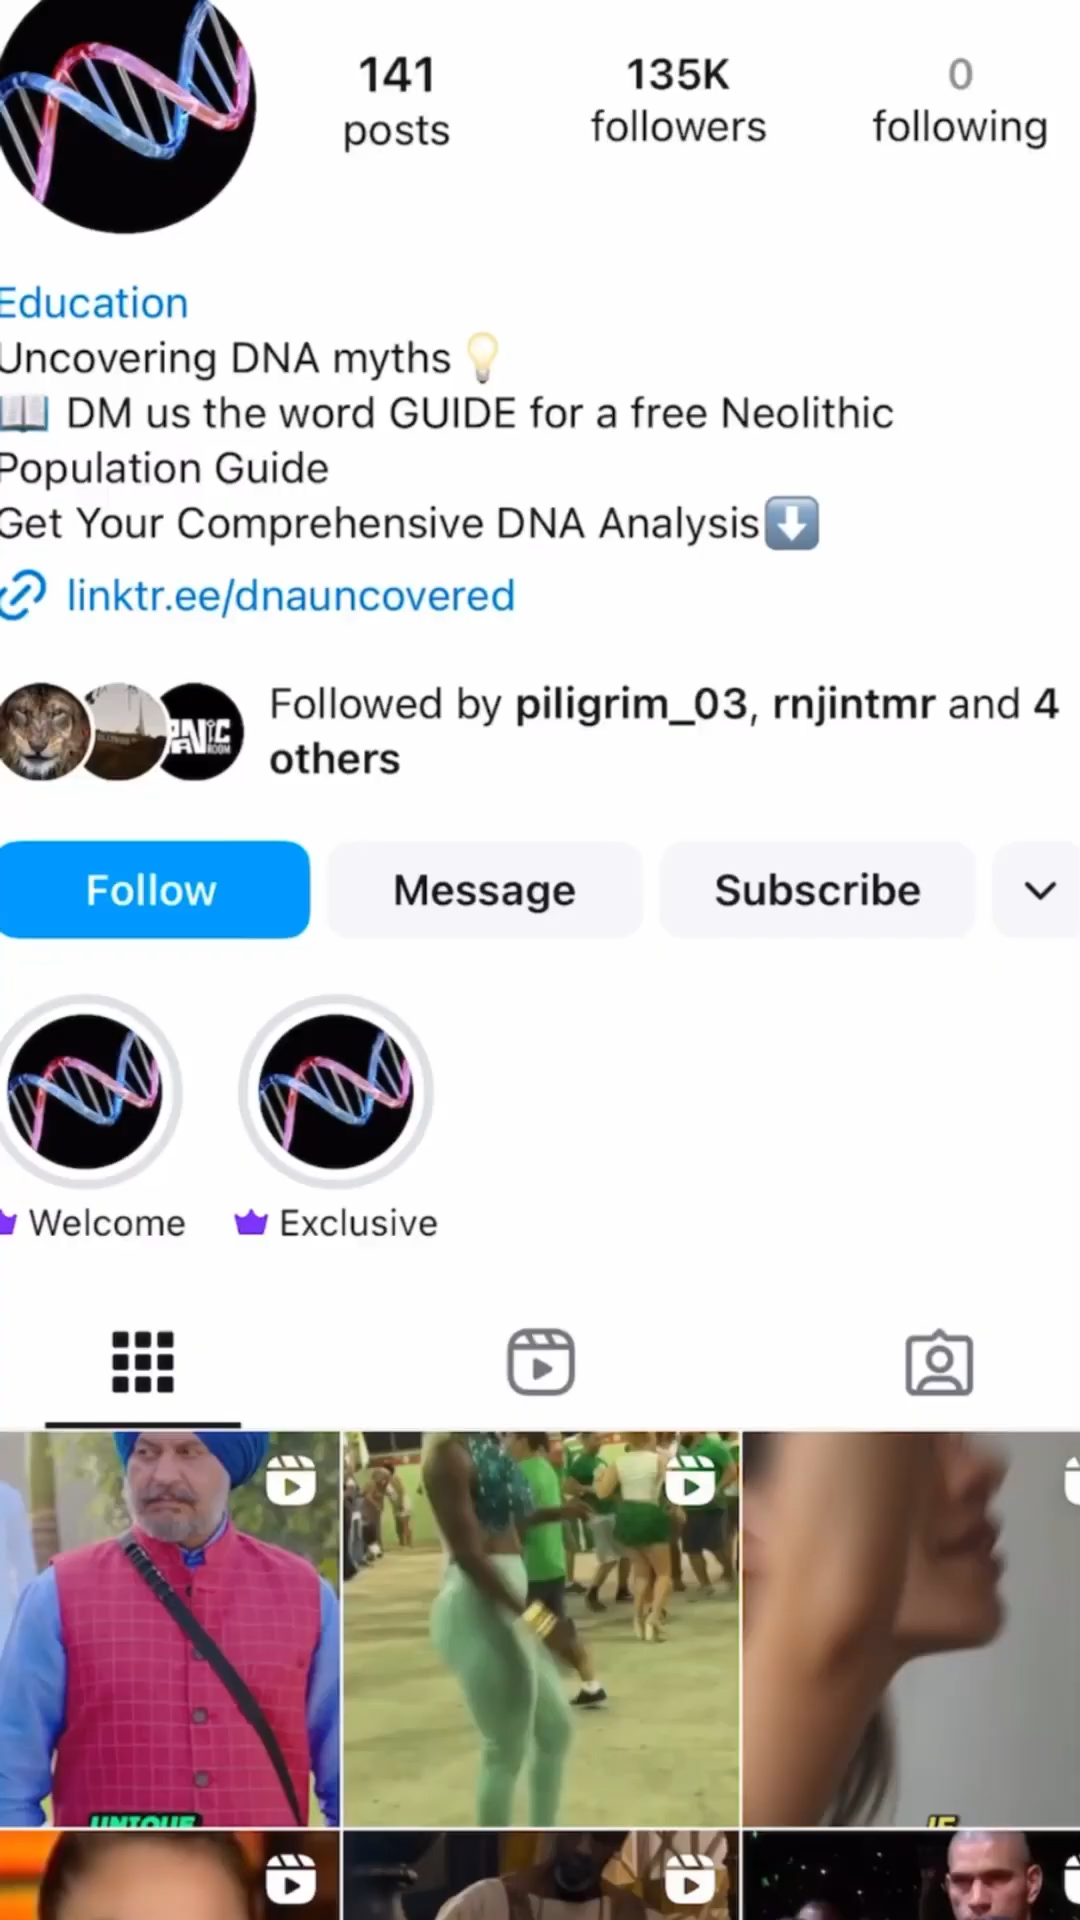 141
posts
135K
followers
0
following
Education
Uncovering DNA myths 💡
📖 DM us the word GUIDE for a free Neolithic
Population Guide
Get Your Comprehensive DNA Analysis⬇️
linktr.ee/dnauncovered
Followed by piligrim_03, rnjintmr and 4
others
Follow
Message
Subscribe
Welcome
Exclusive
UNIQUE
IF